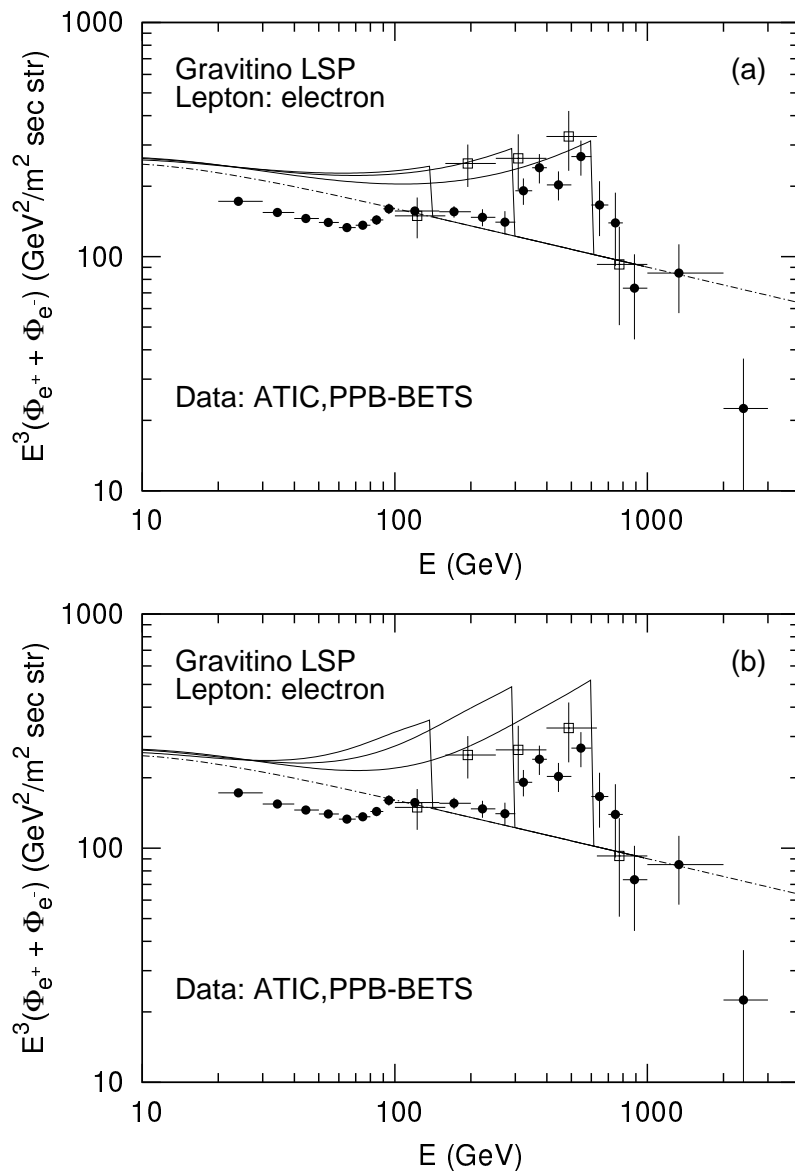 1000
100
10
E³(Φe⁺ + Φe⁻) (GeV²/m² sec str)
Gravitino LSP
Lepton: electron
(a)
Data: ATIC,PPB-BETS
10 100 1000
E (GeV)
1000
100
10
E³(Φe⁺ + Φe⁻) (GeV²/m² sec str)
Gravitino LSP
Lepton: electron
(b)
Data: ATIC,PPB-BETS
10 100 1000
E (GeV)